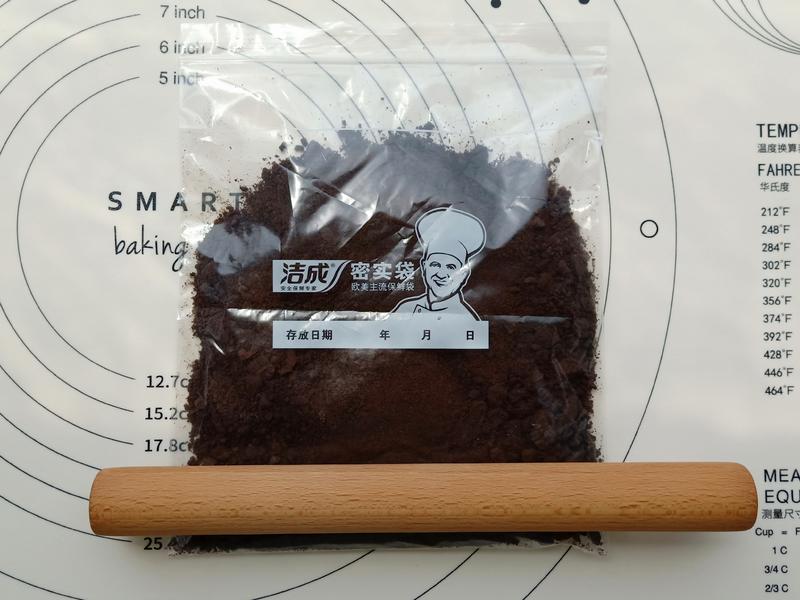 7 inch
6 inch
5 inch
SMART
baking
洁成®
安全保鲜专家
密实袋
欧美主流保鲜袋
存放日期 年 月 日
12.7c
15.2c
17.8c
25.
TEMP
温度换算
FAHRE
华氏度
212°F
248°F
284°F
302°F
320°F
356°F
374°F
392°F
428°F
446°F
464°F
MEA
EQU
测量尺寸
Cup = F
1 C
3/4 C
2/3 C